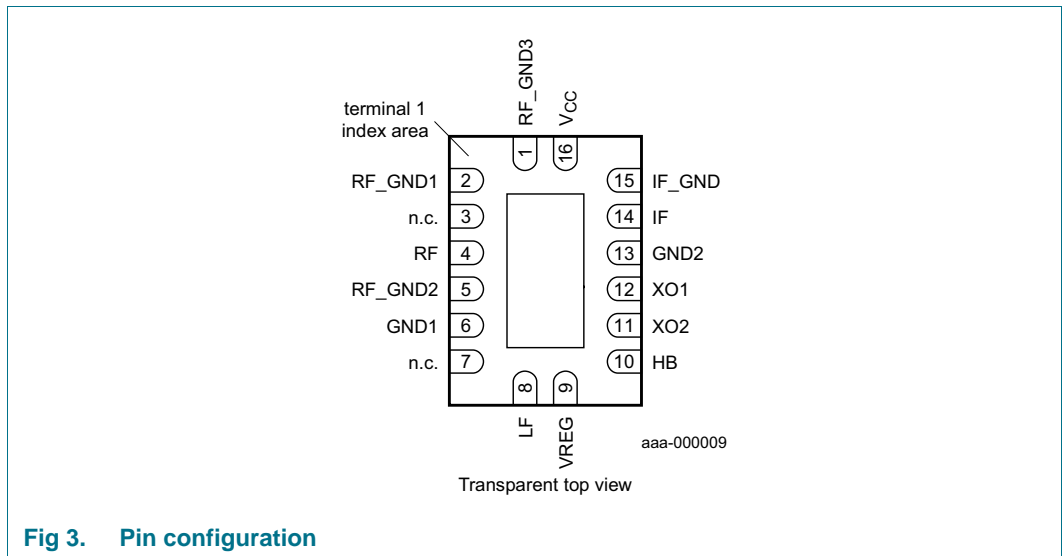 RF_GND3
VCC
terminal 1
index area
1
16
RF_GND1 2
15 IF_GND
n.c. 3
14 IF
RF 4
13 GND2
RF_GND2 5
12 XO1
GND1 6
11 XO2
n.c. 7
10 HB
8
9
LF
VREG
aaa-000009
Transparent top view
Fig 3. Pin configuration